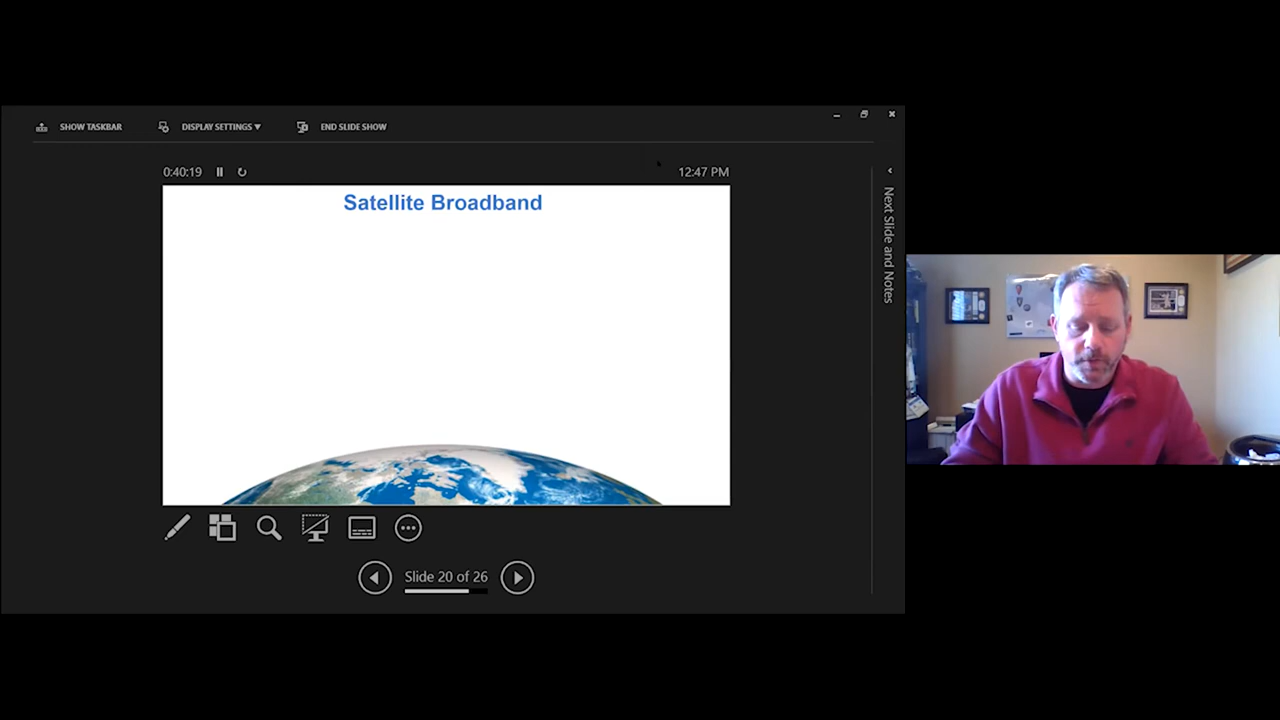 SHOW TASKBAR
DISPLAY SETTINGS ▼
END SLIDE SHOW
0:40:19
12:47 PM
Satellite Broadband
Next Slide and Notes
Slide 20 of 26